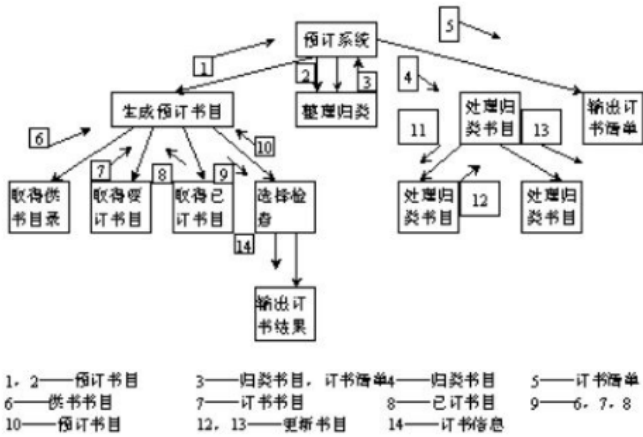 预订系统
5
1
2
3
4
生成预订书目
整理归类
处理归
类书目
输出订
书清单
6
11
13
10
7
8
9
取得供
书目录
取得要
订书目
取得已
订书目
选择检
查
处理归
类书目
12
处理归
类书目
14
输出订
书结果
1，2——预订书目 3——归类书目，订书清单 4——归类书目 5——订书清单
6——供书书目 7——订书书目 8——已订书目 9——6，7，8
10——预订书目 12，13——更新书目 14——订书信息